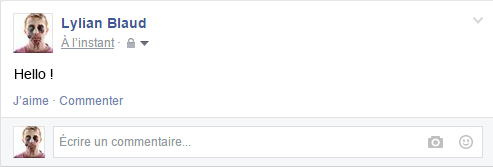 Lylian Blaud
À l'instant ·
Hello !
J'aime · Commenter
Écrire un commentaire...